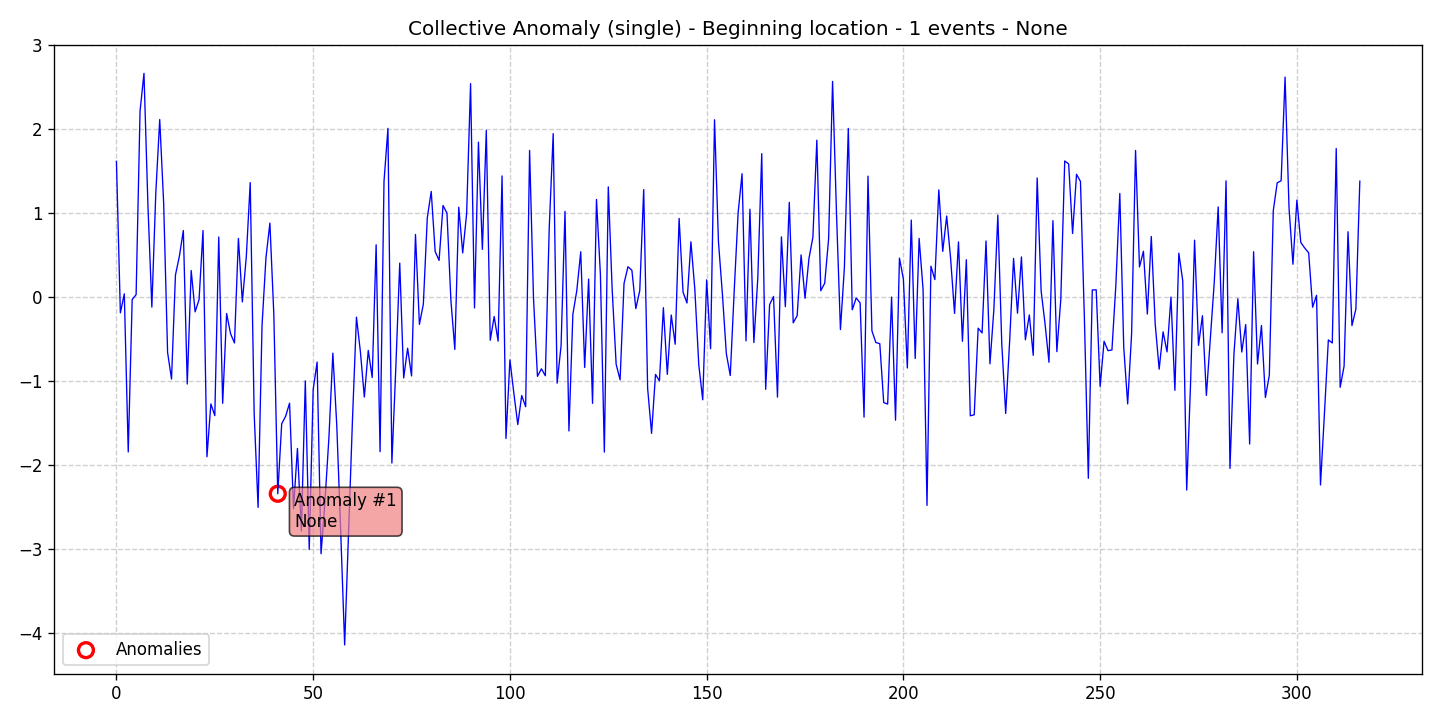 Collective Anomaly (single) - Beginning location - 1 events - None
3
2
1
0
−1
−2
−3
−4
Anomaly #1
None
Anomalies
0 50 100 150 200 250 300